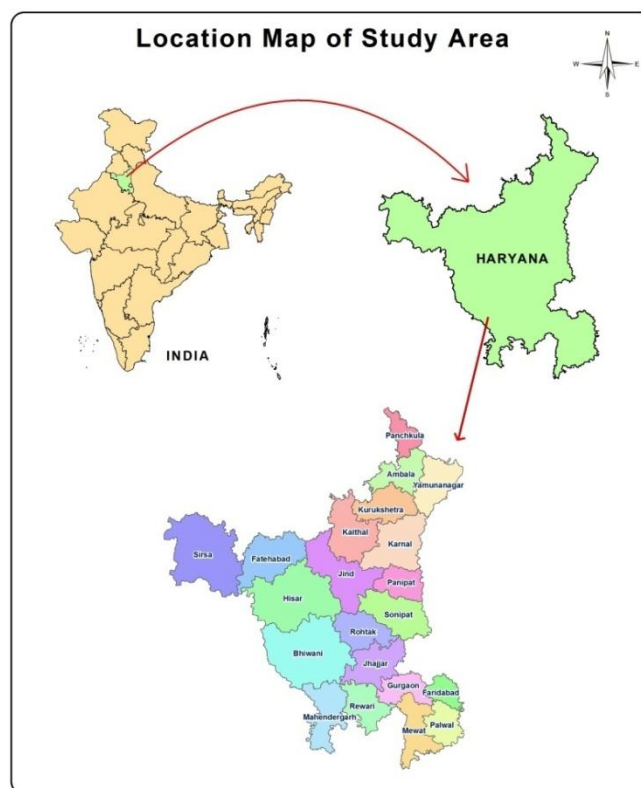 Location Map of Study Area
N
W
E
S
HARYANA
INDIA
Panchkula
Ambala
Yamunanagar
Kurukshetra
Kaithal
Karnal
Sirsa
Fatehabad
Jind
Panipat
Hisar
Sonipat
Rohtak
Bhiwani
Jhajjar
Gurgaon
Faridabad
Rewari
Mahendergarh
Palwal
Mewat